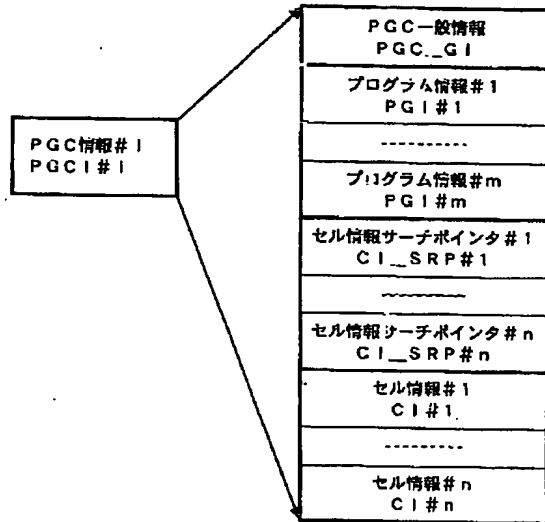 PGC情報#i
PGCI#i
PGC一般情報
PGC_GI
プログラム情報#1
PGI#1
----------
プログラム情報#m
PGI#m
セル情報サーチポインタ#1
CI_SRP#1
----------
セル情報サーチポインタ#n
CI_SRP#n
セル情報#1
CI#1
----------
セル情報#n
CI#n